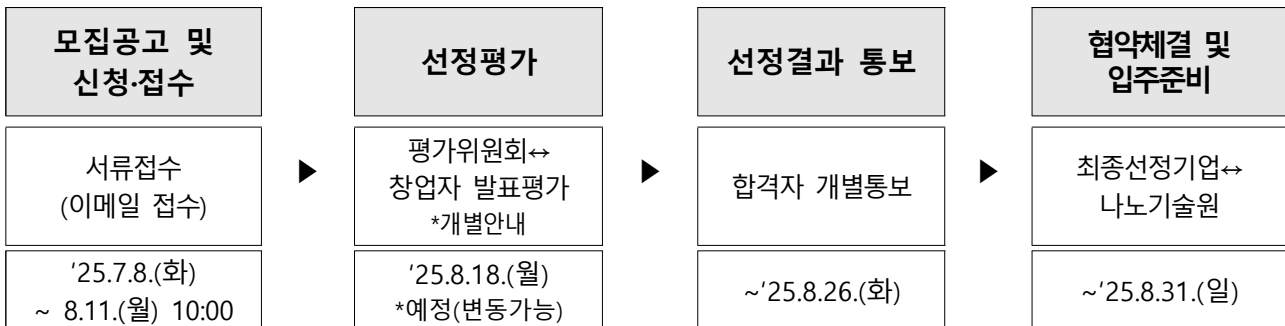 모집공고 및
신청·접수
서류접수
(이메일 접수)
'25.7.8.(화)
~ 8.11.(월) 10:00
▶
선정평가
평가위원회↔
창업자 발표평가
*개별안내
'25.8.18.(월)
*예정(변동가능)
▶
선정결과 통보
합격자 개별통보
~'25.8.26.(화)
▶
협약체결 및
입주준비
최종선정기업↔
나노기술원
~'25.8.31.(일)